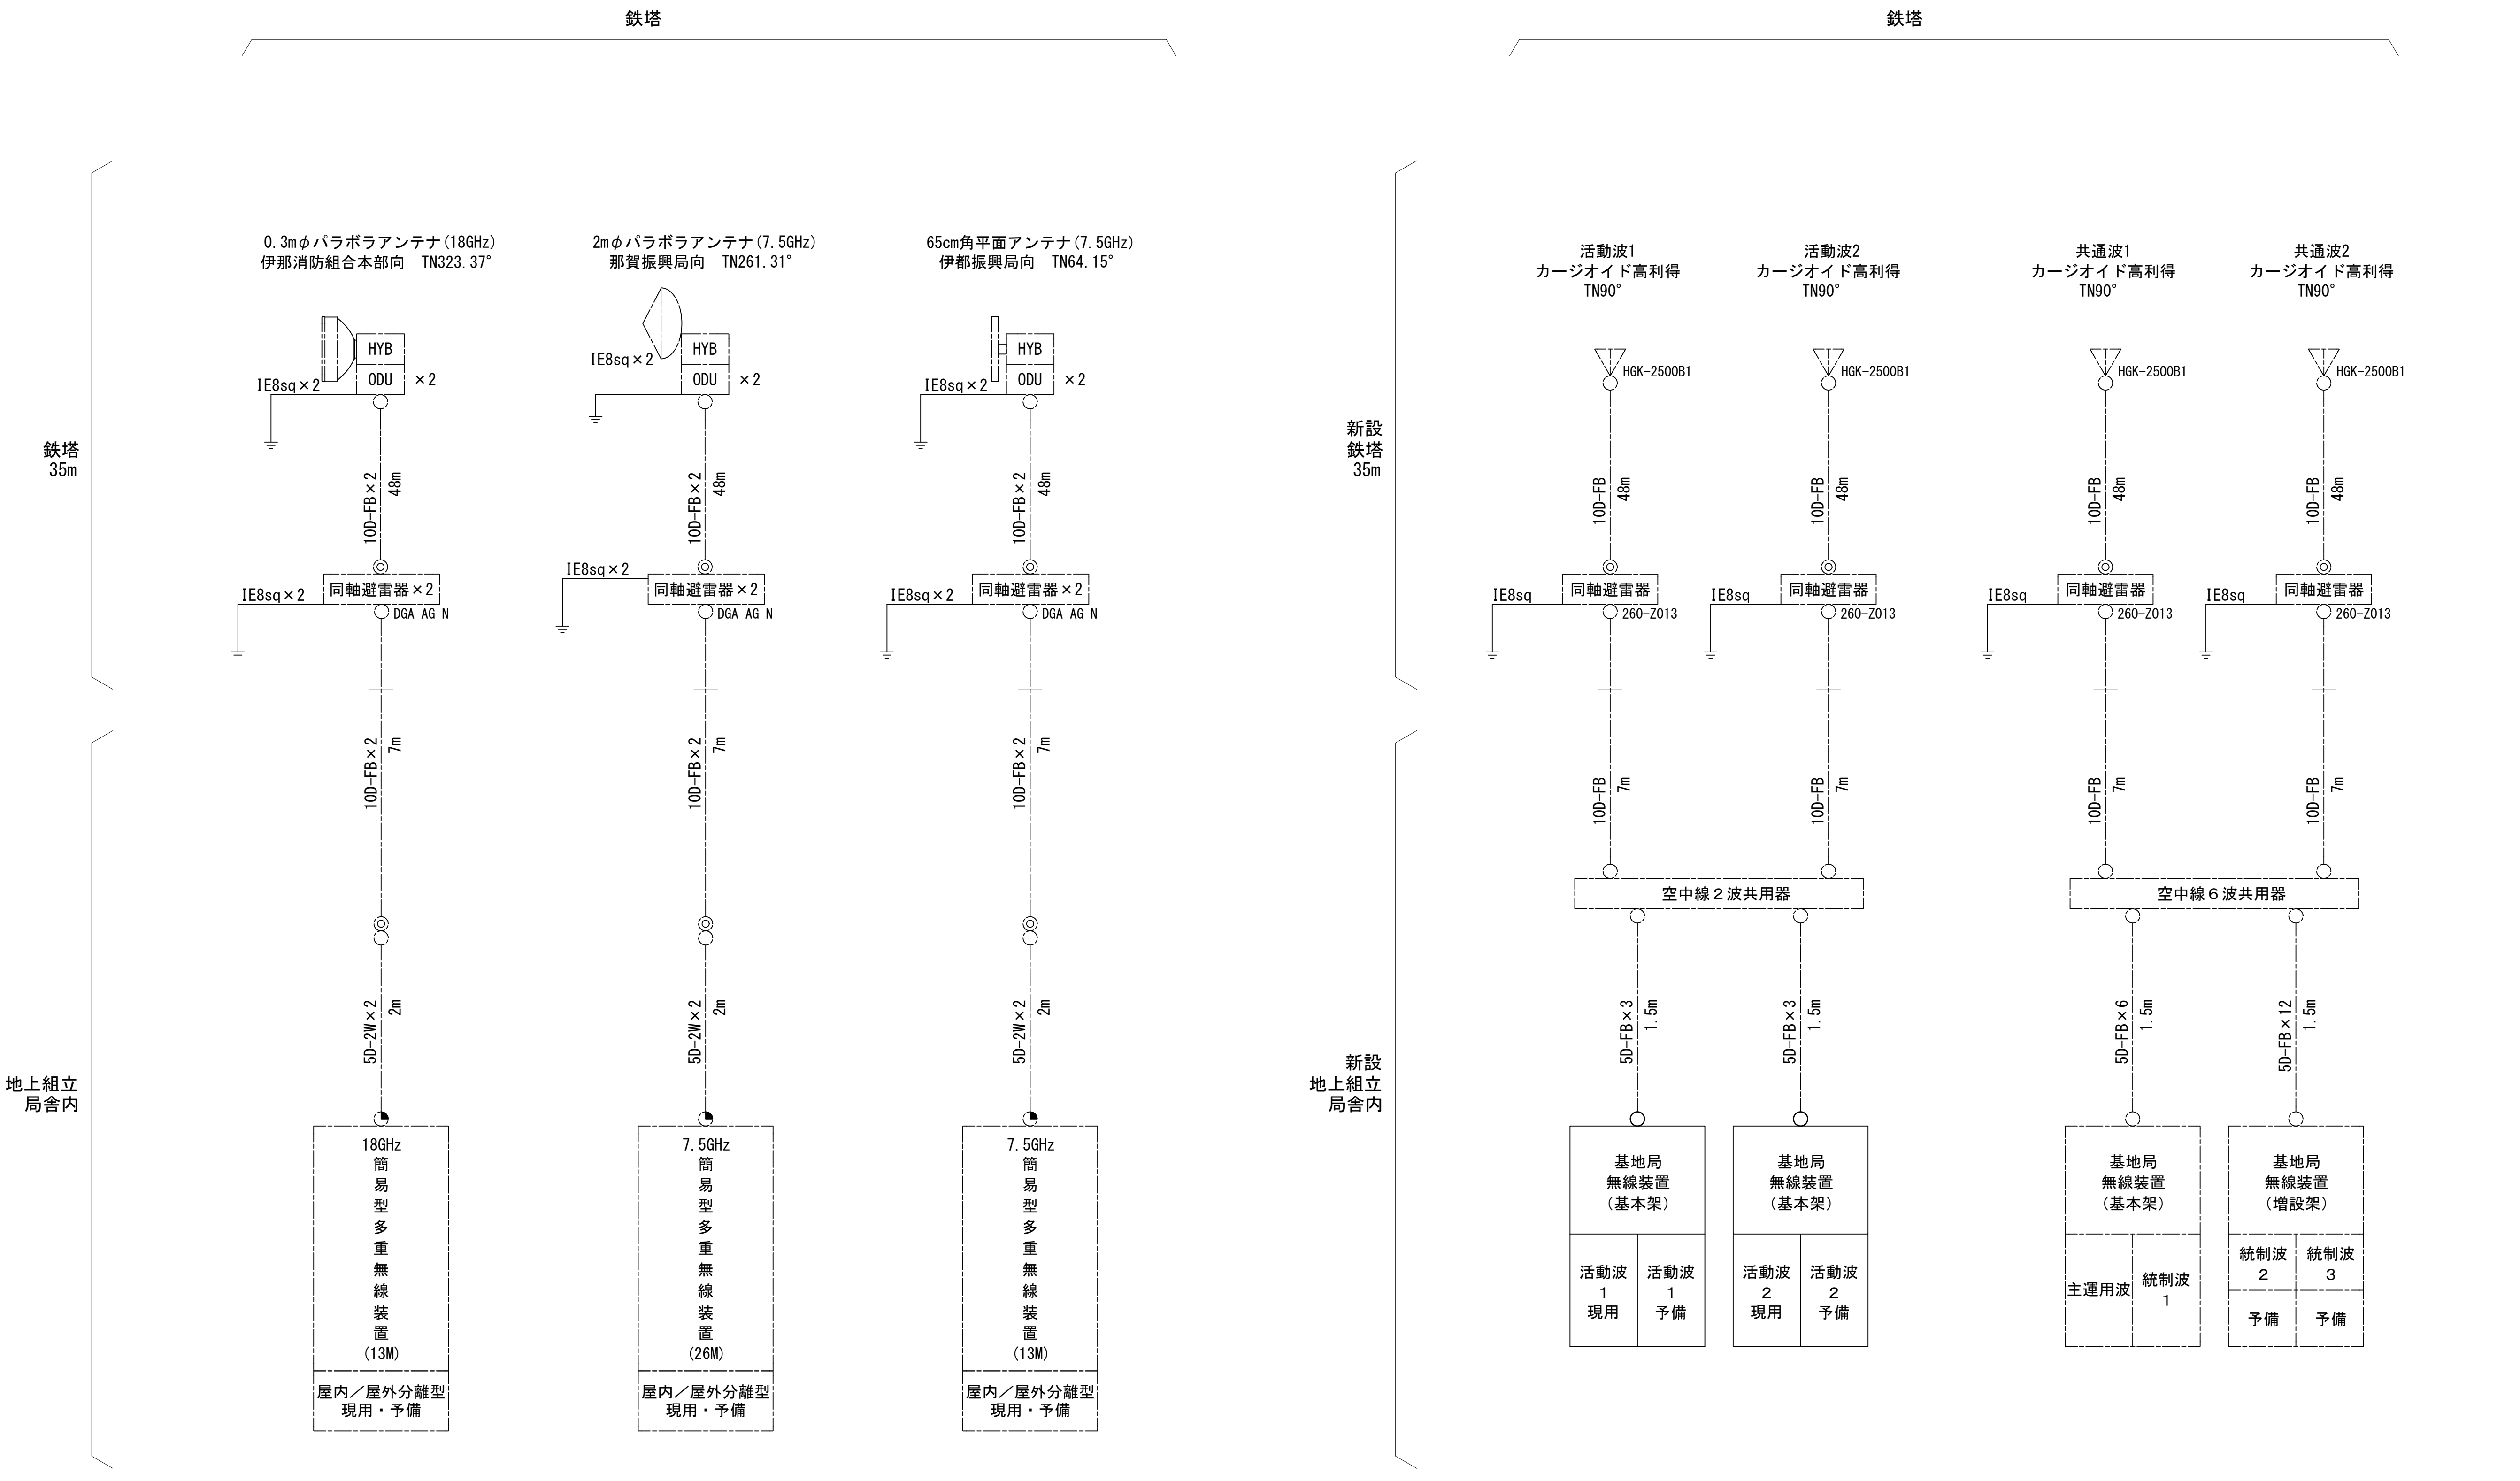 鉄塔
鉄塔
鉄塔
35m
0.3mφパラボラアンテナ(18GHz)
伊那消防組合本部向　TN323.37°
HYB
ODU
×2
IE8sq×2
10D-FB×2
48m
同軸避雷器×2
IE8sq×2
DGA AG N
2mφパラボラアンテナ(7.5GHz)
那賀振興局向　TN261.31°
HYB
ODU
×2
IE8sq×2
10D-FB×2
48m
IE8sq×2
同軸避雷器×2
DGA AG N
65cm角平面アンテナ(7.5GHz)
伊都振興局向　TN64.15°
HYB
ODU
×2
IE8sq×2
10D-FB×2
48m
同軸避雷器×2
IE8sq×2
DGA AG N
地上組立
局舎内
10D-FB×2
7m
5D-2W×2
2m
18GHz
簡易型多重無線装置
(13M)
屋内／屋外分離型
現用・予備
10D-FB×2
7m
5D-2W×2
2m
7.5GHz
簡易型多重無線装置
(26M)
屋内／屋外分離型
現用・予備
10D-FB×2
7m
5D-2W×2
2m
7.5GHz
簡易型多重無線装置
(13M)
屋内／屋外分離型
現用・予備
新設
鉄塔
35m
活動波1
カージオイド高利得
TN90°
HGK-2500B1
10D-FB
48m
同軸避雷器
IE8sq
260-Z013
活動波2
カージオイド高利得
TN90°
HGK-2500B1
10D-FB
48m
同軸避雷器
IE8sq
260-Z013
共通波1
カージオイド高利得
TN90°
HGK-2500B1
10D-FB
48m
同軸避雷器
IE8sq
260-Z013
共通波2
カージオイド高利得
TN90°
HGK-2500B1
10D-FB
48m
同軸避雷器
IE8sq
260-Z013
新設
地上組立
局舎内
10D-FB
7m
10D-FB
7m
空中線２波共用器
5D-FB×3
1.5m
5D-FB×3
1.5m
基地局
無線装置
(基本架)
活動波
1
現用
活動波
1
予備
基地局
無線装置
(基本架)
活動波
2
現用
活動波
2
予備
10D-FB
7m
10D-FB
7m
空中線６波共用器
5D-FB×6
1.5m
5D-FB×12
1.5m
基地局
無線装置
(基本架)
主運用波
統制波
1
基地局
無線装置
(増設架)
統制波
2
統制波
3
予備
予備